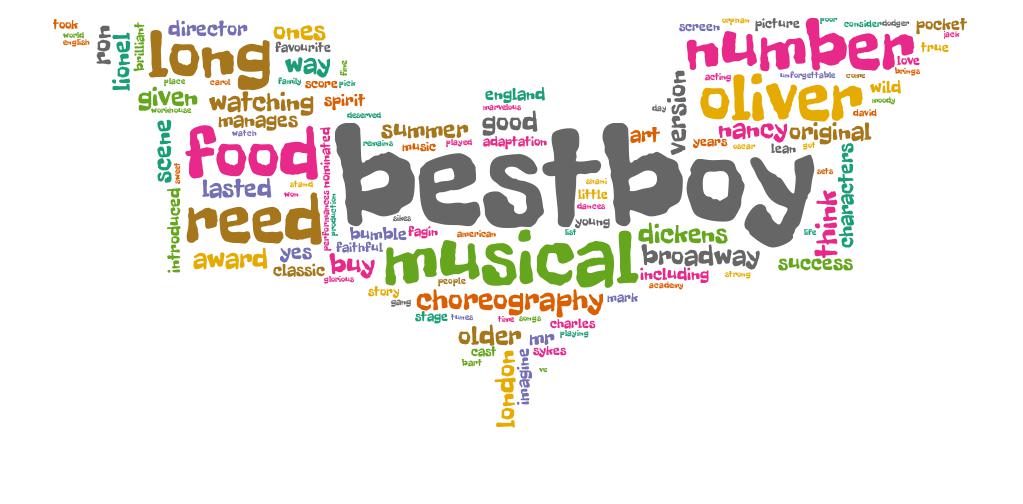 took
world
english
ron
lionel
brilliant
director
long
ones
favourite
way
fine
place
carol
family
score
pick
given
workhouse
watching
spirit
manages
deserved
watch
scene
food
nominated
summer
remains
music
played
england
marvelous
good
adaptation
sweet
lasted
stand
won
introduced
reed
performances
production
award
yes
classic
glorious
buy
bumble
fagin
faithful
sikes
american
bestboy
shani
little
dances
young
list
musical
people
story
gang
choreography
mark
stage
tunes
time
songs
charles
older
mr
playing
cast
sykes
bart
ve
london
imagine
screen
orphan
picture
poor
consider
dodger
pocket
jack
number
true
love
brings
acting
unforgettable
come
day
version
oliver
wild
moody
david
art
nancy
original
years
oscar
lean
got
sets
think
characters
life
dickens
broadway
including
strong
academy
success